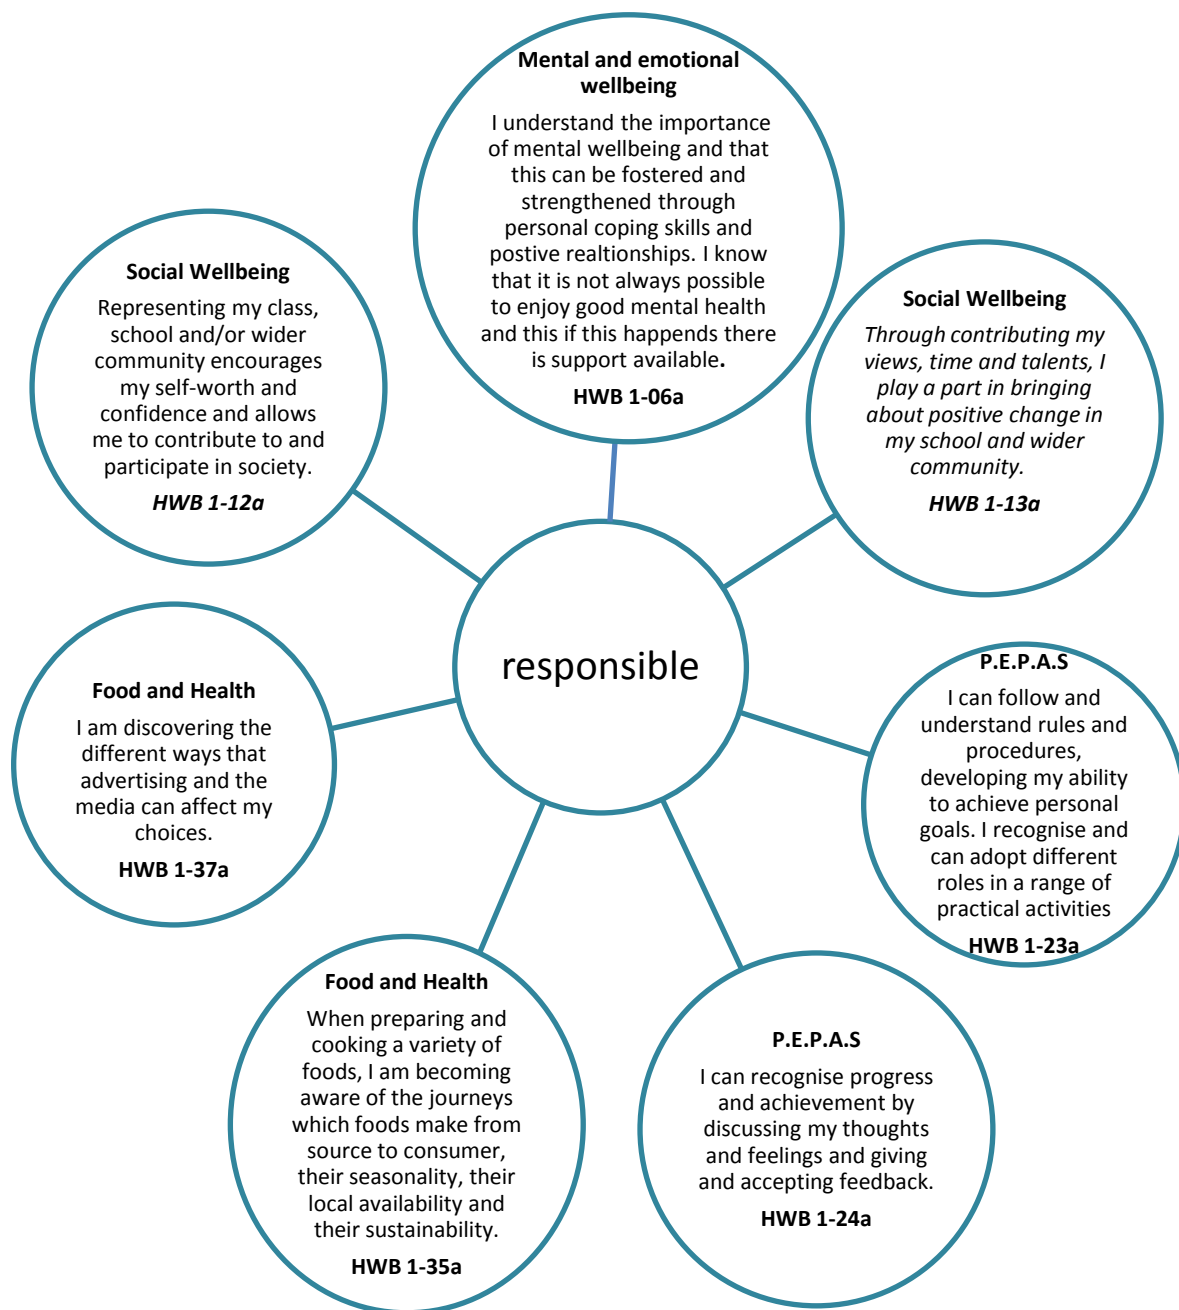 Mental and emotional
wellbeing
I understand the importance
of mental wellbeing and that
this can be fostered and
strengthened through
personal coping skills and
postive realtionships. I know
that it is not always possible
to enjoy good mental health
and this if this happends there
is support available.
HWB 1-06a
Social Wellbeing
Representing my class,
school and/or wider
community encourages
my self-worth and
confidence and allows
me to contribute to and
participate in society.
HWB 1-12a
Social Wellbeing
Through contributing my
views, time and talents, I
play a part in bringing
about positive change in
my school and wider
community.
HWB 1-13a
responsible
Food and Health
I am discovering the
different ways that
advertising and the
media can affect my
choices.
HWB 1-37a
P.E.P.A.S
I can follow and
understand rules and
procedures,
developing my ability
to achieve personal
goals. I recognise and
can adopt different
roles in a range of
practical activities
HWB 1-23a
Food and Health
When preparing and
cooking a variety of
foods, I am becoming
aware of the journeys
which foods make from
source to consumer,
their seasonality, their
local availability and
their sustainability.
HWB 1-35a
P.E.P.A.S
I can recognise progress
and achievement by
discussing my thoughts
and feelings and giving
and accepting feedback.
HWB 1-24a